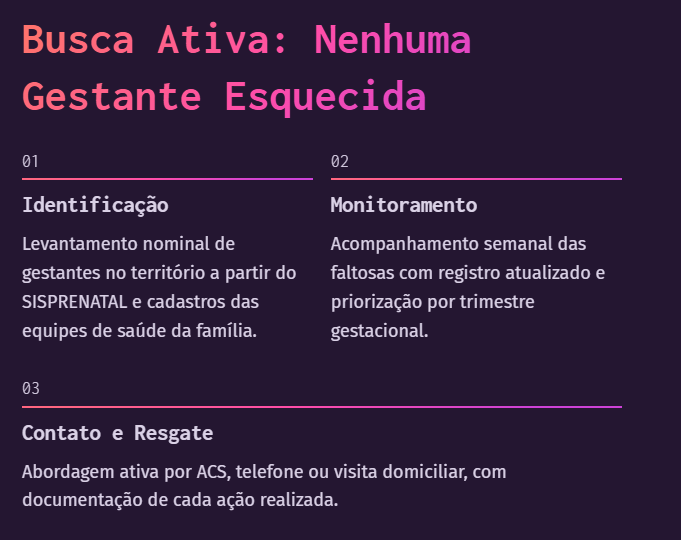 Busca Ativa: Nenhuma
Gestante Esquecida
01
Identificação
Levantamento nominal de
gestantes no território a partir do
SISPRENATAL e cadastros das
equipes de saúde da família.
02
Monitoramento
Acompanhamento semanal das
faltosas com registro atualizado e
priorização por trimestre
gestacional.
03
Contato e Resgate
Abordagem ativa por ACS, telefone ou visita domiciliar, com
documentação de cada ação realizada.